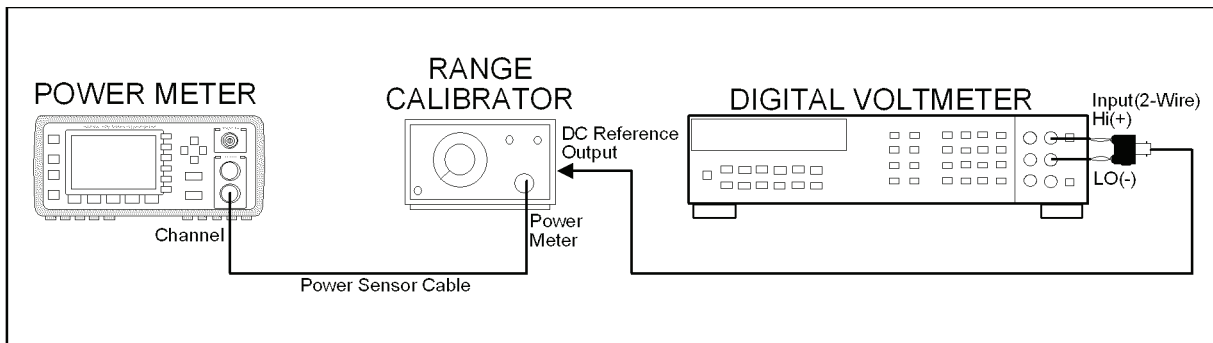 POWER METER
RANGE
CALIBRATOR
DIGITAL VOLTMETER
DC Reference
Output
Input(2-Wire)
Hi(+)
LO(-)
Power
Meter
Channel
Power Sensor Cable